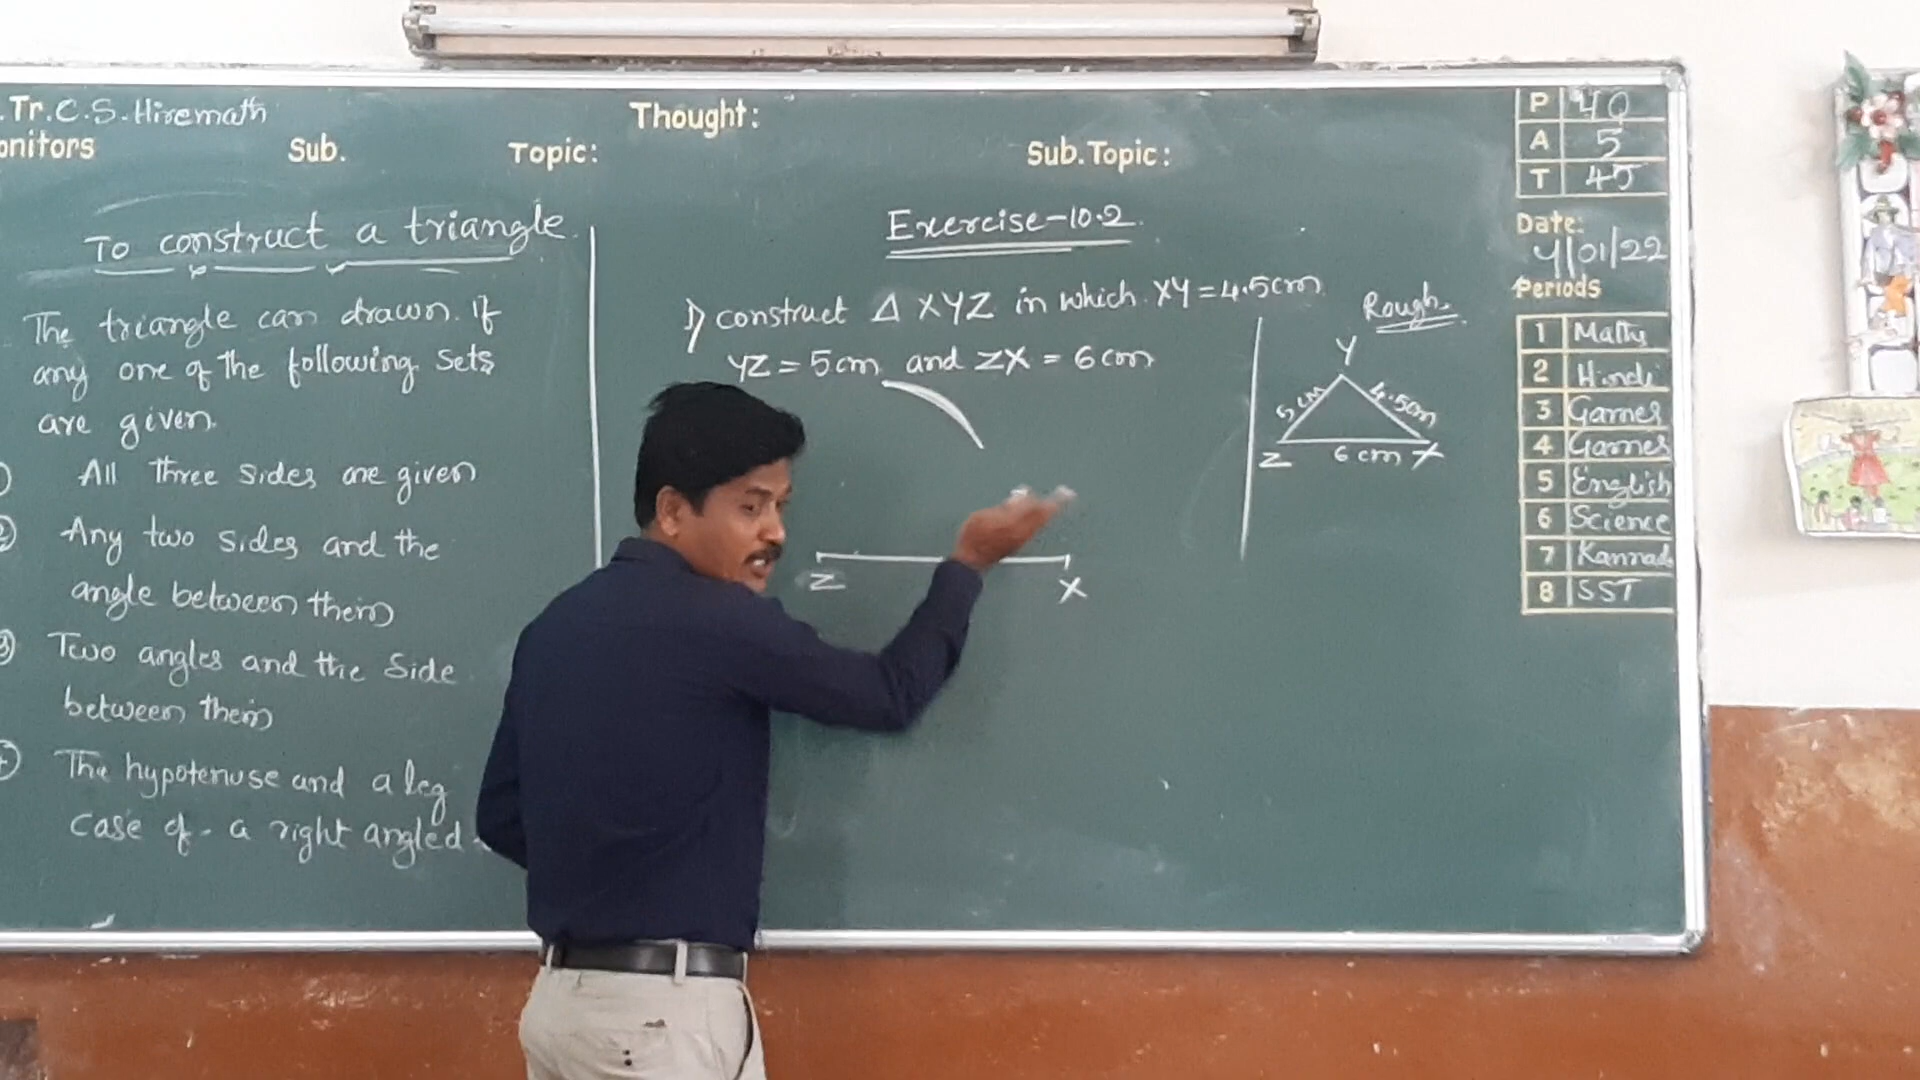 .Tr.C.S.Hiremath
onitors
Sub.
Topic:
Thought:
Sub.Topic:
To construct a triangle.
The triangle can drawn. If
any one of the following sets
are given.
All three sides are given
2 Any two sides and the
angle between them
3 Two angles and the side
between them
The hypotenuse and a leg
case of a right angled
Exercise-10.2
1) construct Δ XYZ in which XY=4.5cm
YZ = 5cm and ZX = 6cm
Z
X
Rough
Y
5cm
4.5cm
Z 6cm X
P 40
A 5
T 45
Date:
4/01/22
Periods
1 Maths
2 Hindi
3 Games
4 Games
5 English
6 Science
7 Kannad
8 SST